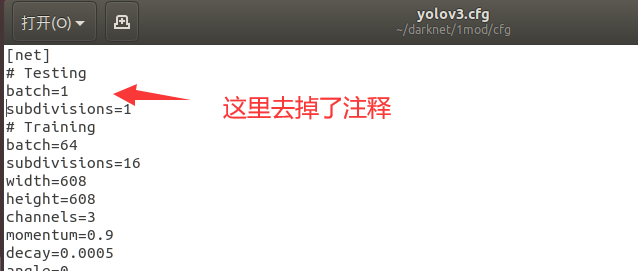 打开(O)
yolov3.cfg
~/darknet/1mod/cfg
[net]
# Testing
batch=1
subdivisions=1
# Training
batch=64
subdivisions=16
width=608
height=608
channels=3
momentum=0.9
decay=0.0005
angle=0
这里去掉了注释